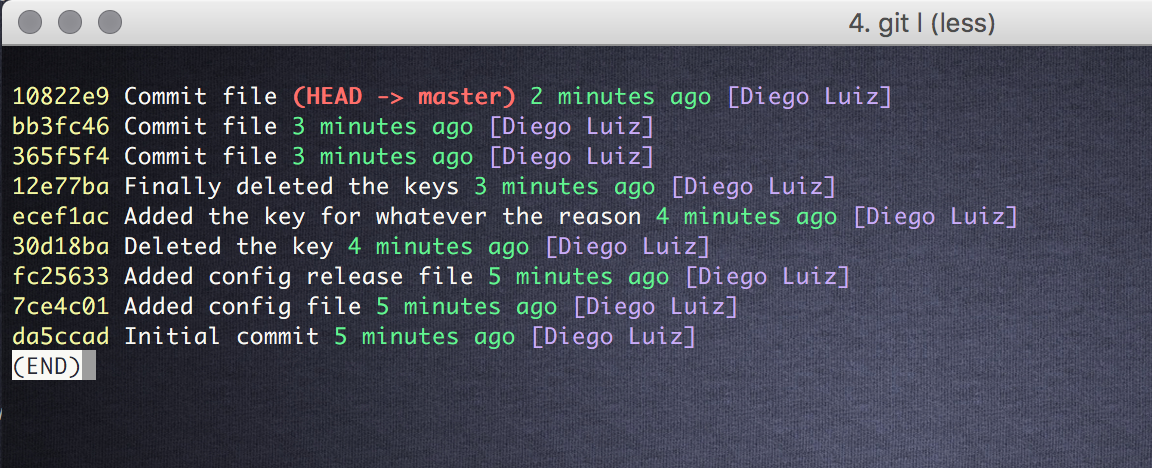 4. git l (less)
10822e9 Commit file (HEAD -> master) 2 minutes ago [Diego Luiz]
bb3fc46 Commit file 3 minutes ago [Diego Luiz]
365f5f4 Commit file 3 minutes ago [Diego Luiz]
12e77ba Finally deleted the keys 3 minutes ago [Diego Luiz]
ecef1ac Added the key for whatever the reason 4 minutes ago [Diego Luiz]
30d18ba Deleted the key 4 minutes ago [Diego Luiz]
fc25633 Added config release file 5 minutes ago [Diego Luiz]
7ce4c01 Added config file 5 minutes ago [Diego Luiz]
da5ccad Initial commit 5 minutes ago [Diego Luiz]
(END)